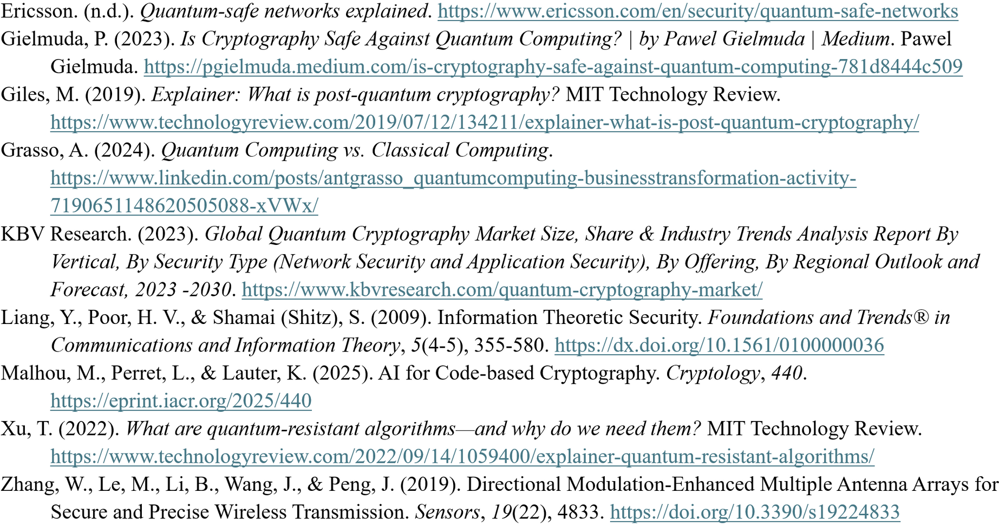 Ericsson. (n.d.). Quantum-safe networks explained. https://www.ericsson.com/en/security/quantum-safe-networks
Gielmuda, P. (2023). Is Cryptography Safe Against Quantum Computing? | by Pawel Gielmuda | Medium. Pawel
Gielmuda. https://pgielmuda.medium.com/is-cryptography-safe-against-quantum-computing-781d8444c509
Giles, M. (2019). Explainer: What is post-quantum cryptography? MIT Technology Review.
https://www.technologyreview.com/2019/07/12/134211/explainer-what-is-post-quantum-cryptography/
Grasso, A. (2024). Quantum Computing vs. Classical Computing.
https://www.linkedin.com/posts/antgrasso_quantumcomputing-businesstransformation-activity-
7190651148620505088-xVWx/
KBV Research. (2023). Global Quantum Cryptography Market Size, Share & Industry Trends Analysis Report By
Vertical, By Security Type (Network Security and Application Security), By Offering, By Regional Outlook and
Forecast, 2023 -2030. https://www.kbvresearch.com/quantum-cryptography-market/
Liang, Y., Poor, H. V., & Shamai (Shitz), S. (2009). Information Theoretic Security. Foundations and Trends® in
Communications and Information Theory, 5(4-5), 355-580. https://dx.doi.org/10.1561/0100000036
Malhou, M., Perret, L., & Lauter, K. (2025). AI for Code-based Cryptography. Cryptology, 440.
https://eprint.iacr.org/2025/440
Xu, T. (2022). What are quantum-resistant algorithms—and why do we need them? MIT Technology Review.
https://www.technologyreview.com/2022/09/14/1059400/explainer-quantum-resistant-algorithms/
Zhang, W., Le, M., Li, B., Wang, J., & Peng, J. (2019). Directional Modulation-Enhanced Multiple Antenna Arrays for
Secure and Precise Wireless Transmission. Sensors, 19(22), 4833. https://doi.org/10.3390/s19224833